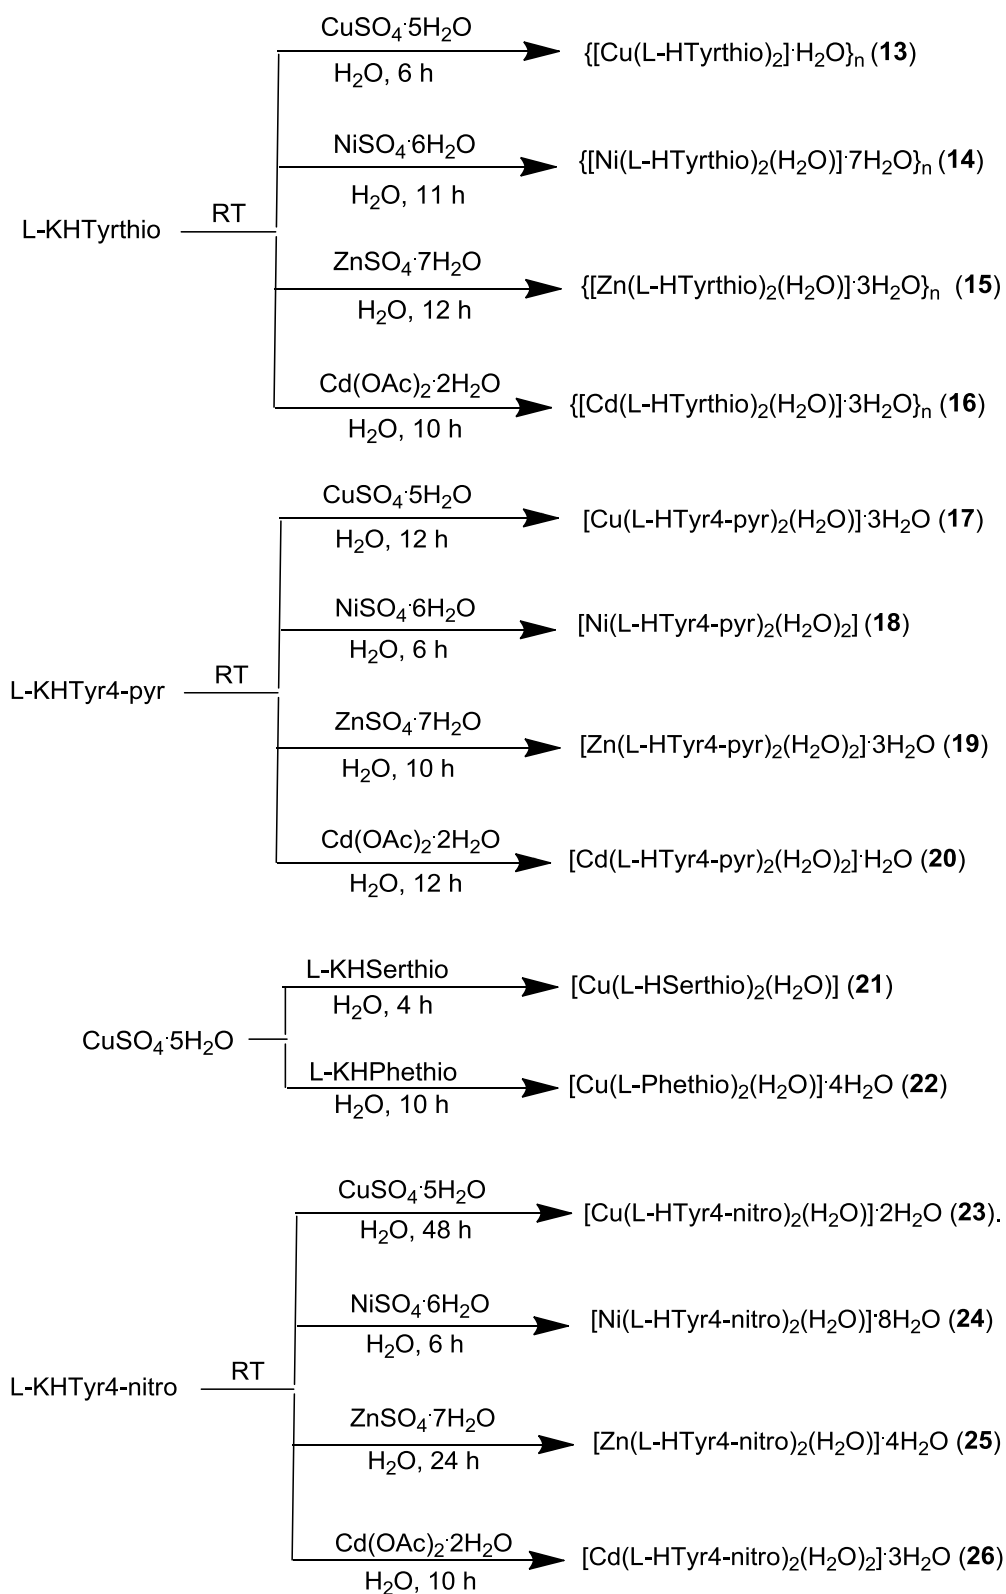 CuSO₄·5H₂O
H₂O, 6 h
{[Cu(L-HTyrthio)₂]·H₂O}ₙ (13)
NiSO₄·6H₂O
H₂O, 11 h
{[Ni(L-HTyrthio)₂(H₂O)]·7H₂O}ₙ (14)
L-KHTyrthio
RT
ZnSO₄·7H₂O
H₂O, 12 h
{[Zn(L-HTyrthio)₂(H₂O)]·3H₂O}ₙ (15)
Cd(OAc)₂·2H₂O
H₂O, 10 h
{[Cd(L-HTyrthio)₂(H₂O)]·3H₂O}ₙ (16)
CuSO₄·5H₂O
H₂O, 12 h
[Cu(L-HTyr4-pyr)₂(H₂O)]·3H₂O (17)
NiSO₄·6H₂O
H₂O, 6 h
[Ni(L-HTyr4-pyr)₂(H₂O)₂] (18)
L-KHTyr4-pyr
RT
ZnSO₄·7H₂O
H₂O, 10 h
[Zn(L-HTyr4-pyr)₂(H₂O)₂]·3H₂O (19)
Cd(OAc)₂·2H₂O
H₂O, 12 h
[Cd(L-HTyr4-pyr)₂(H₂O)₂]·H₂O (20)
CuSO₄·5H₂O
L-KHSerthio
H₂O, 4 h
[Cu(L-HSerthio)₂(H₂O)] (21)
L-KHPhethio
H₂O, 10 h
[Cu(L-Phethio)₂(H₂O)]·4H₂O (22)
CuSO₄·5H₂O
H₂O, 48 h
[Cu(L-HTyr4-nitro)₂(H₂O)]·2H₂O (23).
NiSO₄·6H₂O
H₂O, 6 h
[Ni(L-HTyr4-nitro)₂(H₂O)]·8H₂O (24)
L-KHTyr4-nitro
RT
ZnSO₄·7H₂O
H₂O, 24 h
[Zn(L-HTyr4-nitro)₂(H₂O)]·4H₂O (25)
Cd(OAc)₂·2H₂O
H₂O, 10 h
[Cd(L-HTyr4-nitro)₂(H₂O)₂]·3H₂O (26)